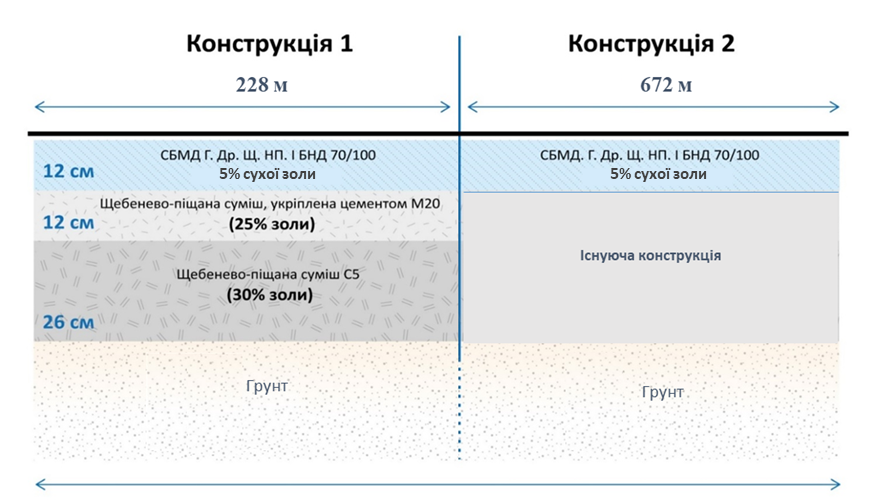 Конструкція 1
Конструкція 2
228 м
672 м
СБМД Г. Др. Щ. НП. І БНД 70/100
5% сухої золи
12 см
СБМД. Г. Др. Щ. НП. І БНД 70/100
5% сухої золи
Щебенево-піщана суміш, укріплена цементом М20
(25% золи)
12 см
Існуюча конструкція
Щебенево-піщана суміш С5
(30% золи)
26 см
Грунт
Грунт